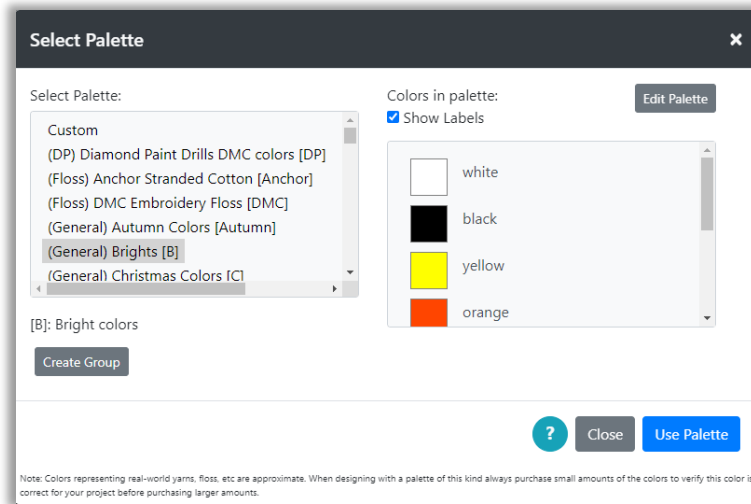 Select Palette
×
Select Palette:
Custom
(DP) Diamond Paint Drills DMC colors [DP]
(Floss) Anchor Stranded Cotton [Anchor]
(Floss) DMC Embroidery Floss [DMC]
(General) Autumn Colors [Autumn]
(General) Brights [B]
(General) Christmas Colors [C]
[B]: Bright colors
Create Group
Colors in palette:
Show Labels
Edit Palette
white
black
yellow
orange
?
Close
Use Palette
Note: Colors representing real-world yarns, floss, etc are approximate. When designing with a palette of this kind always purchase small amounts of the colors to verify this color is
correct for your project before purchasing larger amounts.